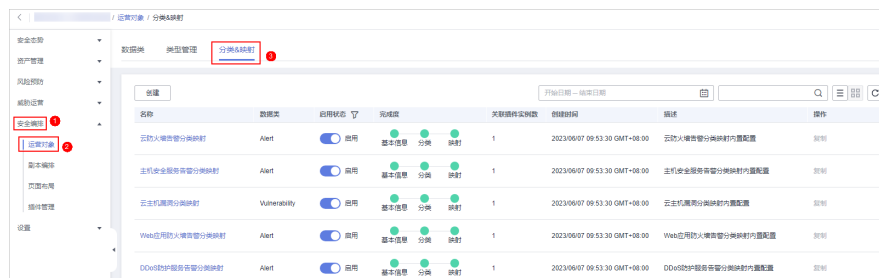 / 运营对象 / 分类&映射
安全态势
资产管理
风险预防
威胁运营
安全编排 1
运营对象 2
剧本编排
页面布局
插件管理
设置
数据类 类型管理 分类&映射 3
创建 开始日期 – 结束日期
名称 数据类 启用状态 完成度 关联插件实例数 创建时间 描述 操作
云防火墙告警分类映射 Alert 启用 基本信息 分类 映射 1 2023/06/07 09:53:30 GMT+08:00 云防火墙告警分类映射内置配置 复制
主机安全服务告警分类映射 Alert 启用 基本信息 分类 映射 1 2023/06/07 09:53:30 GMT+08:00 主机安全服务告警分类映射内置配置 复制
云主机漏洞分类映射 Vulnerability 启用 基本信息 分类 映射 1 2023/06/07 09:53:30 GMT+08:00 云主机漏洞分类映射内置配置 复制
Web应用防火墙告警分类映射 Alert 启用 基本信息 分类 映射 1 2023/06/07 09:53:30 GMT+08:00 Web应用防火墙告警分类映射内置配置 复制
DDoS防护服务告警分类映射 Alert 启用 基本信息 分类 映射 1 2023/06/07 09:53:30 GMT+08:00 DDoS防护服务告警分类映射内置配置 复制